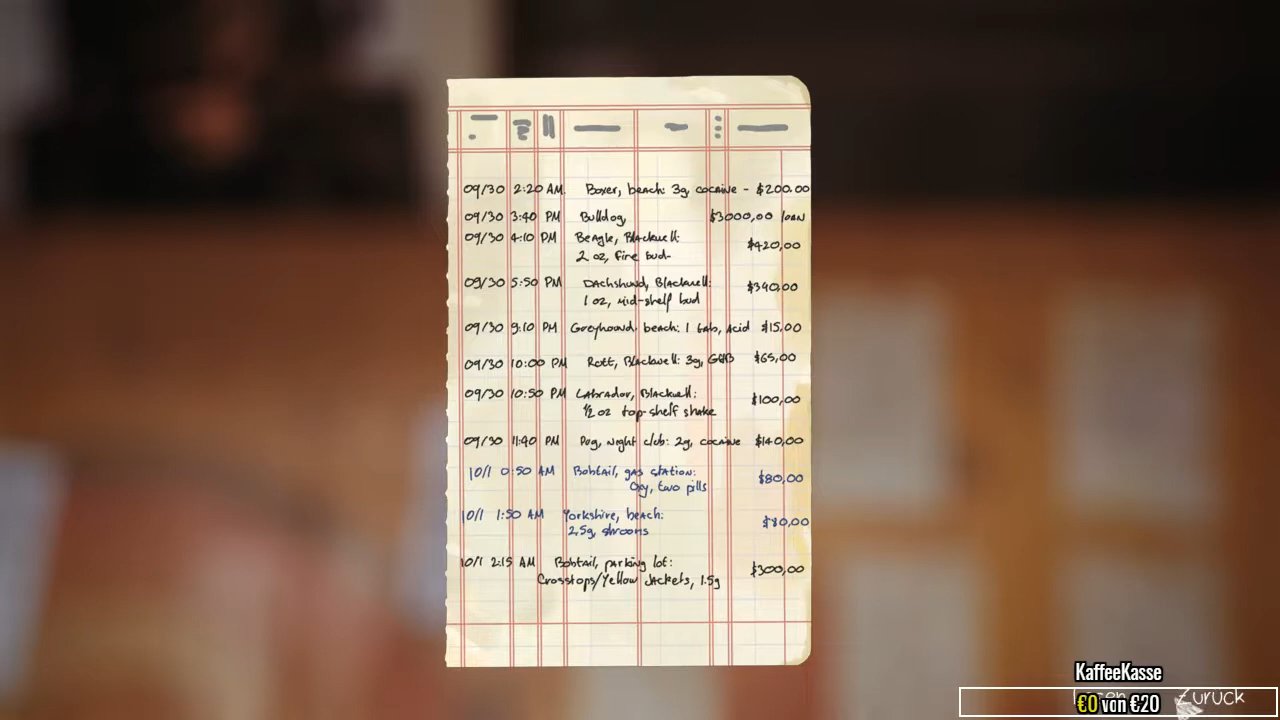 09/30 2:20 AM. Boxer, beach: 3g, cocaine - $200.00
09/30 3:40 PM Bulldog, $3000,00 loan
09/30 4:10 PM Beagle, Blackwell:
2 oz, fire bud- $420,00
09/30 5:50 PM Dachshund, Blackwell: $340,00
1 oz, mid-shelf bud
09/30 9:10 PM Greyhound, beach: 1 tab, acid $15.00
09/30 10:00 PM Rott, Blackwell: 3g, GHB $65,00
09/30 10:50 PM Labrador, Blackwell: $100,00
1/2 oz top-shelf shake
09/30 11:40 PM Pug, night club: 2g, cocaine $140,00
10/1 0:50 AM Bobtail, gas station: $80,00
Oxy, two pills
10/1 1:50 AM Yorkshire, beach:
2,5g, shrooms
10/1 2:15 AM Bobtail, parking lot: $300,00
Crosstops/Yellow Jackets, 1.5g
KaffeeKasse
Zurück
€0 von €20